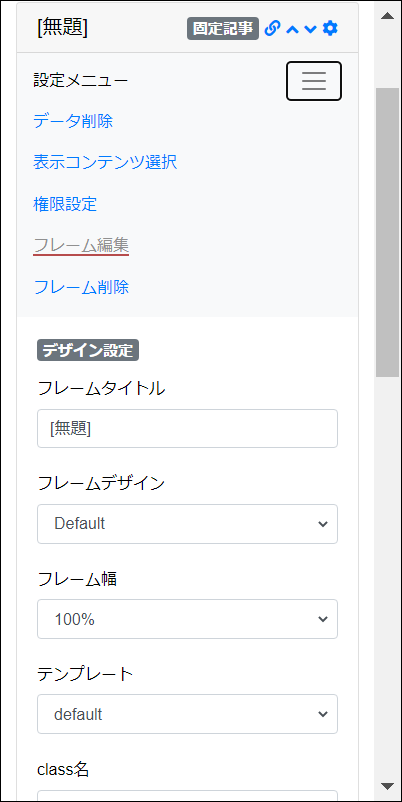 [無題] 固定記事
設定メニュー
データ削除
表示コンテンツ選択
権限設定
フレーム編集
フレーム削除
デザイン設定
フレームタイトル
[無題]
フレームデザイン
Default
フレーム幅
100%
テンプレート
default
class名